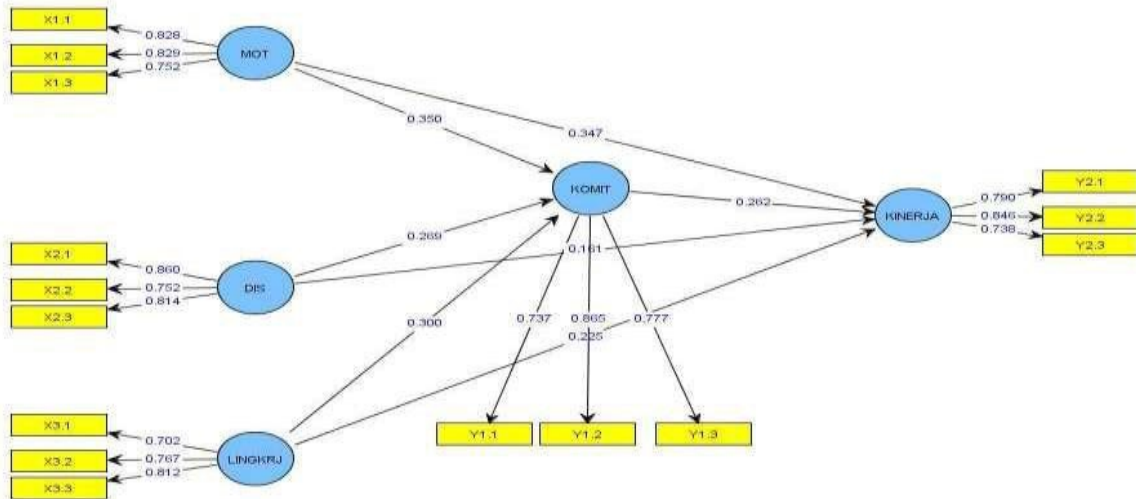 X1.1
0.828
X1.2
0.829
X1.3
0.752
MOT
0.350
0.347
KOMIT
0.262
KINERJA
0.790
Y2.1
0.846
Y2.2
0.738
Y2.3
X2.1
0.860
X2.2
0.752
X2.3
0.814
DIS
0.269
0.161
0.300
0.737
0.865
0.777
0.225
X3.1
0.702
X3.2
0.767
X3.3
0.812
LINGKRJ
Y1.1
Y1.2
Y1.3